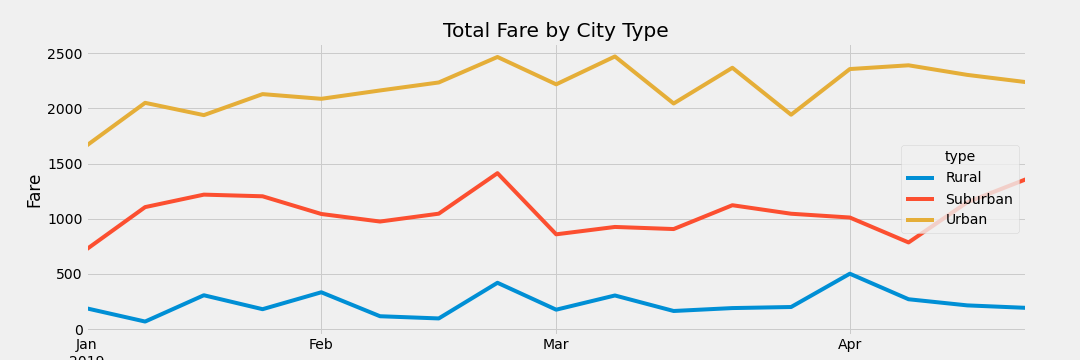 Total Fare by City Type
Fare
2500
2000
1500
1000
500
0
type
Rural
Suburban
Urban
Jan Feb Mar Apr
2019